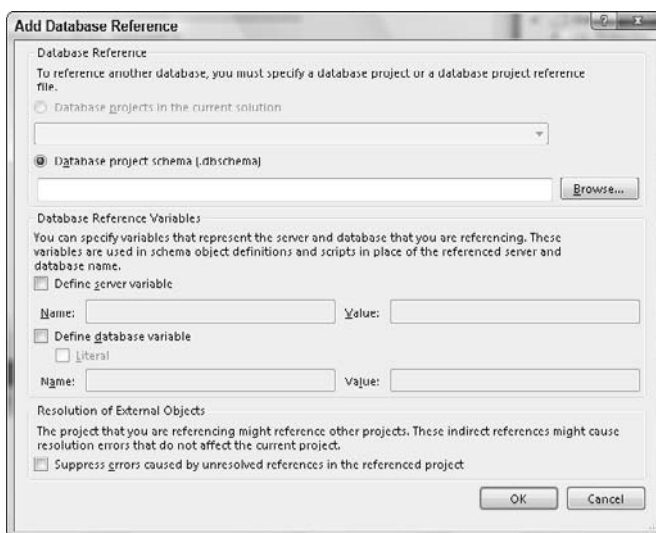 Add Database Reference
Database Reference
To reference another database, you must specify a database project or a database project reference
file.
Database projects in the current solution
Database project schema (.dbschema)
Browse...
Database Reference Variables
You can specify variables that represent the server and database that you are referencing. These
variables are used in schema object definitions and scripts in place of the referenced server and
database name.
Define server variable
Name: Value:
Define database variable
Literal
Name: Value:
Resolution of External Objects
The project that you are referencing might reference other projects. These indirect references might cause
resolution errors that do not affect the current project.
Suppress errors caused by unresolved references in the referenced project
OK Cancel